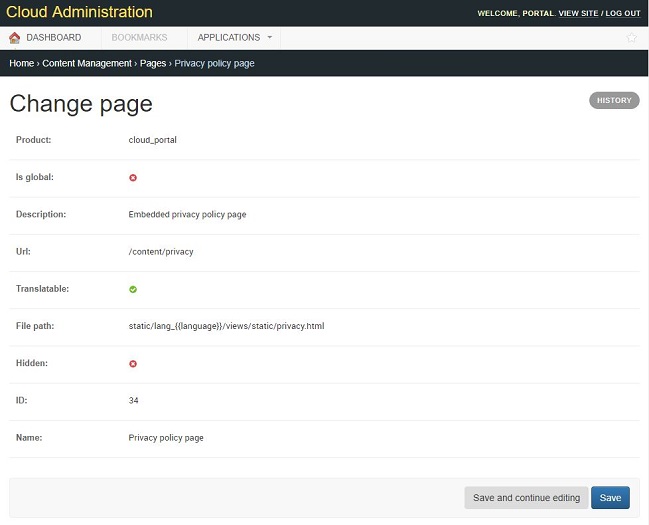 Cloud Administration
WELCOME, PORTAL. VIEW SITE / LOG OUT
DASHBOARD BOOKMARKS APPLICATIONS
Home › Content Management › Pages › Privacy policy page
Change page
HISTORY
Product: cloud_portal
Is global:
Description: Embedded privacy policy page
Url: /content/privacy
Translatable:
File path: static/lang_{{language}}/views/static/privacy.html
Hidden:
ID: 34
Name: Privacy policy page
Save and continue editing Save